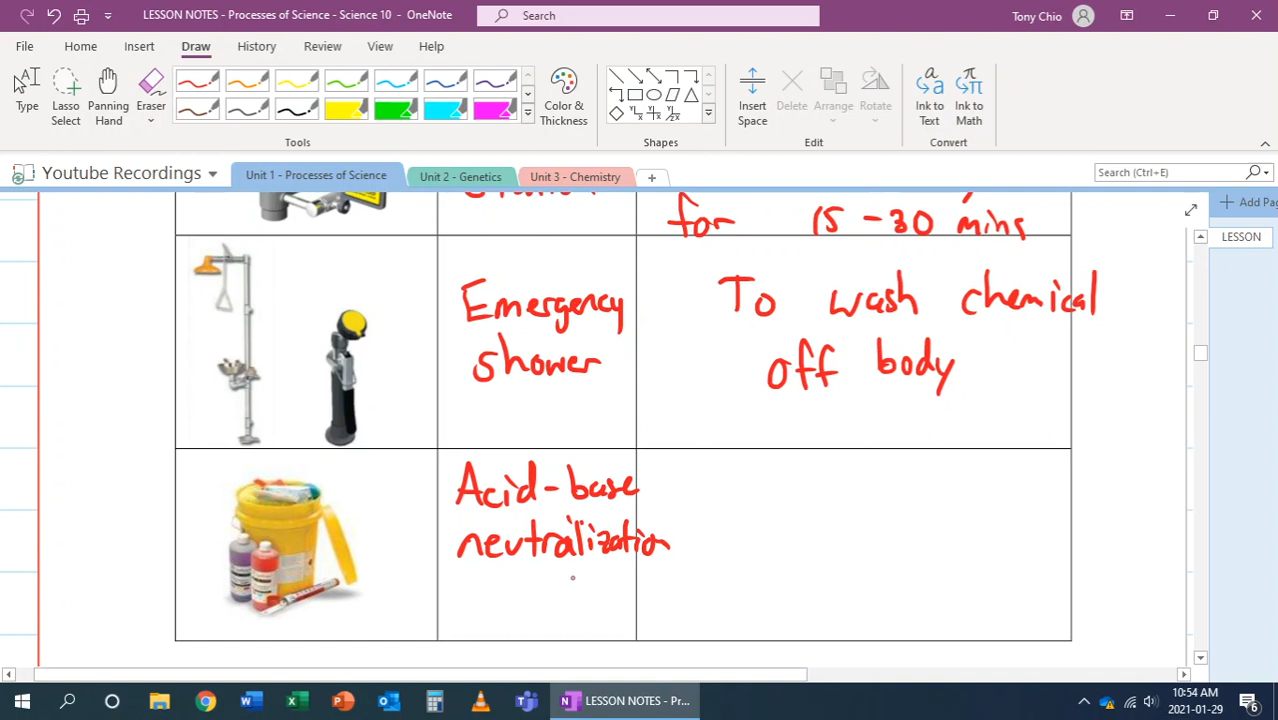 LESSON NOTES - Processes of Science - Science 10 - OneNote
Search
Tony Chio
File Home Insert Draw History Review View Help
Type
Lasso Select
Panning Hand
Eraser
Color & Thickness
Insert Space
Delete
Arrange
Rotate
Ink to Text
Ink to Math
Tools
Shapes
Edit
Convert
Youtube Recordings
Unit 1 - Processes of Science
Unit 2 - Genetics
Unit 3 - Chemistry
Search (Ctrl+E)
Add Pag
LESSON
for 15-30 mins
Emergency
shower
To wash chemical
off body
Acid-base
neutralization
LESSON NOTES - Pr...
10:54 AM
2021-01-29
6